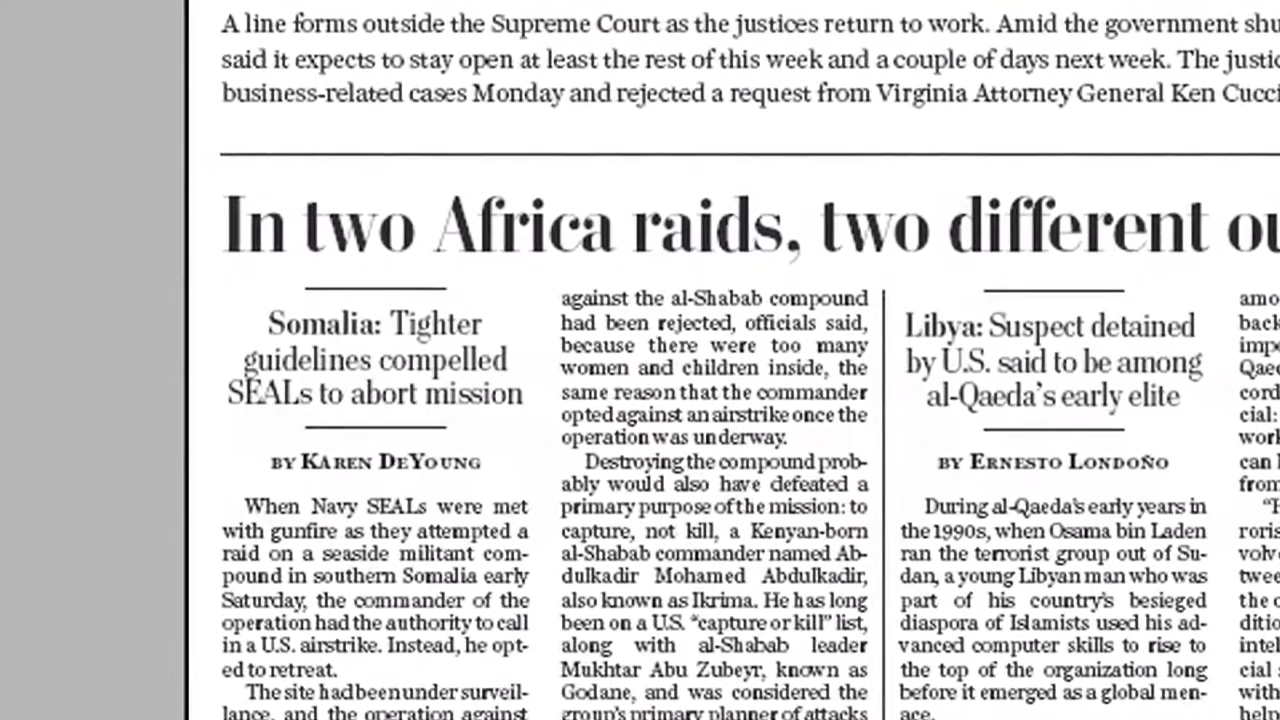 A line forms outside the Supreme Court as the justices return to work. Amid the government
said it expects to stay open at least the rest of this week and a couple of days next week. The
business-related cases Monday and rejected a request from Virginia Attorney General Ken
In two Africa raids, two different
Somalia: Tighter
guidelines compelled
SEALs to abort mission
BY KAREN DEYOUNG
When Navy SEALs were met
with gunfire as they attempted a
raid on a seaside militant com-
pound in southern Somalia early
Saturday, the commander of the
operation had the authority to call
in a U.S. airstrike. Instead, he opt-
ed to retreat.
The site had been under surveil-
lance, and the operation against
against the al-Shabab compound
had been rejected, officials said,
because there were too many
women and children inside, the
same reason that the commander
opted against an airstrike once the
operation was underway.
Destroying the compound prob-
ably would also have defeated a
primary purpose of the mission: to
capture, not kill, a Kenyan-born
al-Shabab commander named Ab-
dulkadir Mohamed Abdulkadir,
also known as Ikrima. He has long
been on a U.S. "capture or kill" list,
along with al-Shabab leader
Mukhtar Abu Zubeyr, known as
Godane, and was considered the
group's primary planner of attacks
Libya: Suspect detained
by U.S. said to be among
al-Qaeda's early elite
BY ERNESTO LONDOÑO
During al-Qaeda's early years in
the 1990s, when Osama bin Laden
ran the terrorist group out of Su-
dan, a young Libyan man who was
part of his country's besieged
diaspora of Islamists used his ad-
vanced computer skills to rise to
the top of the organization long
before it emerged as a global men-
ace.
can
from